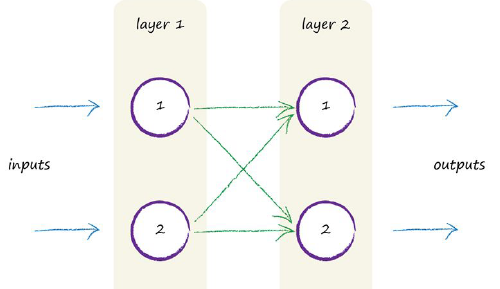 layer 1
layer 2
1
1
inputs
outputs
2
2